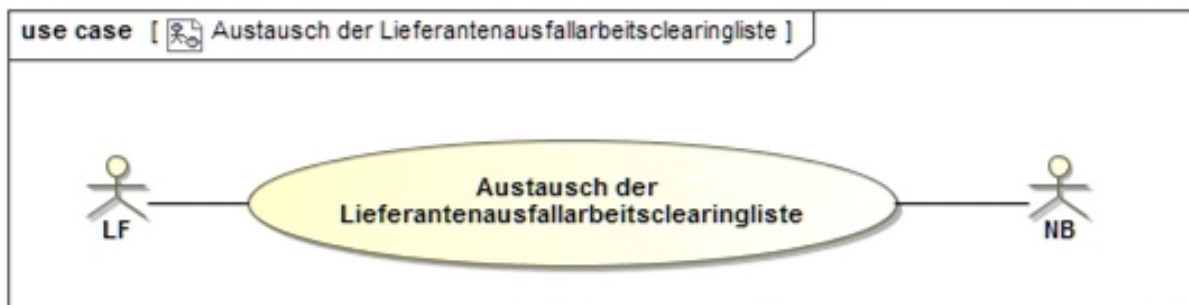 use case [ Austausch der Lieferantenausfallarbeitsclearingliste ]
Austausch der
Lieferantenausfallarbeitsclearingliste
LF
NB